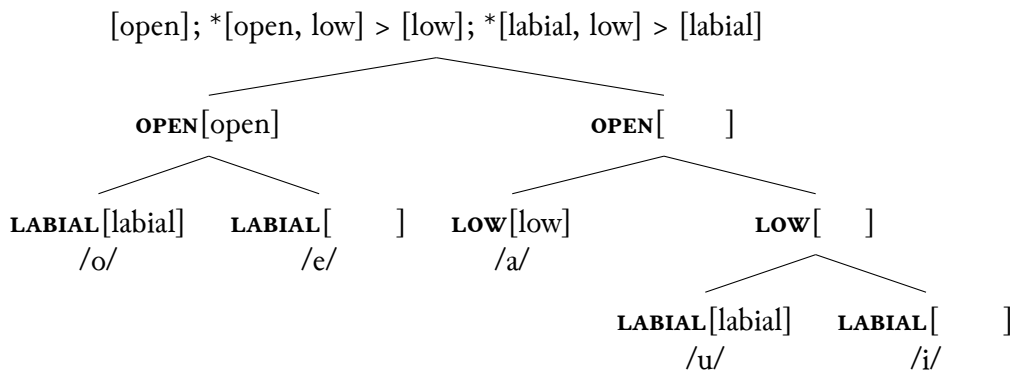 [open]; *[open, low] > [low]; *[labial, low] > [labial]
OPEN[open] OPEN[ ]
LABIAL[labial] LABIAL[ ] LOW[low] LOW[ ]
/o/ /e/ /a/
LABIAL[labial] LABIAL[ ]
/u/ /i/